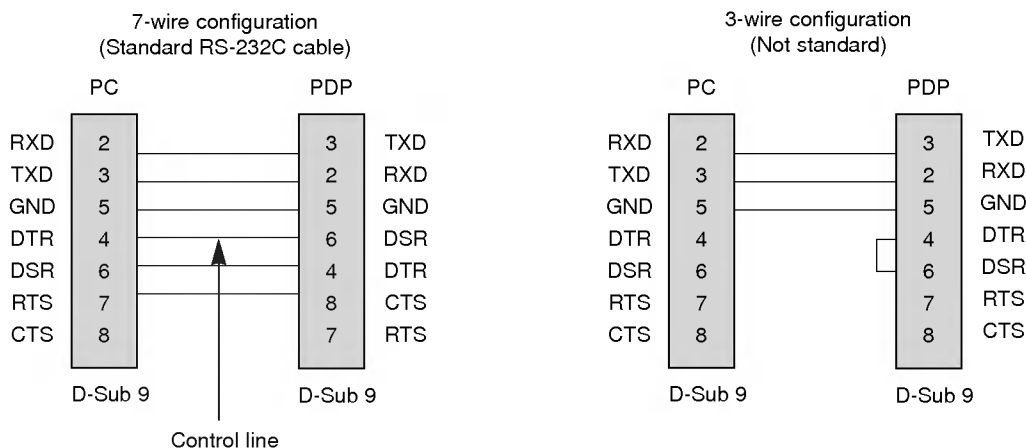 7-wire configuration
(Standard RS-232C cable)
PC PDP
RXD 2 3 TXD
TXD 3 2 RXD
GND 5 5 GND
DTR 4 6 DSR
DSR 6 4 DTR
RTS 7 8 CTS
CTS 8 7 RTS
D-Sub 9 D-Sub 9
Control line
3-wire configuration
(Not standard)
PC PDP
RXD 2 3 TXD
TXD 3 2 RXD
GND 5 5 GND
DTR 4 4 DTR
DSR 6 6 DSR
RTS 7 7 RTS
CTS 8 8 CTS
D-Sub 9 D-Sub 9